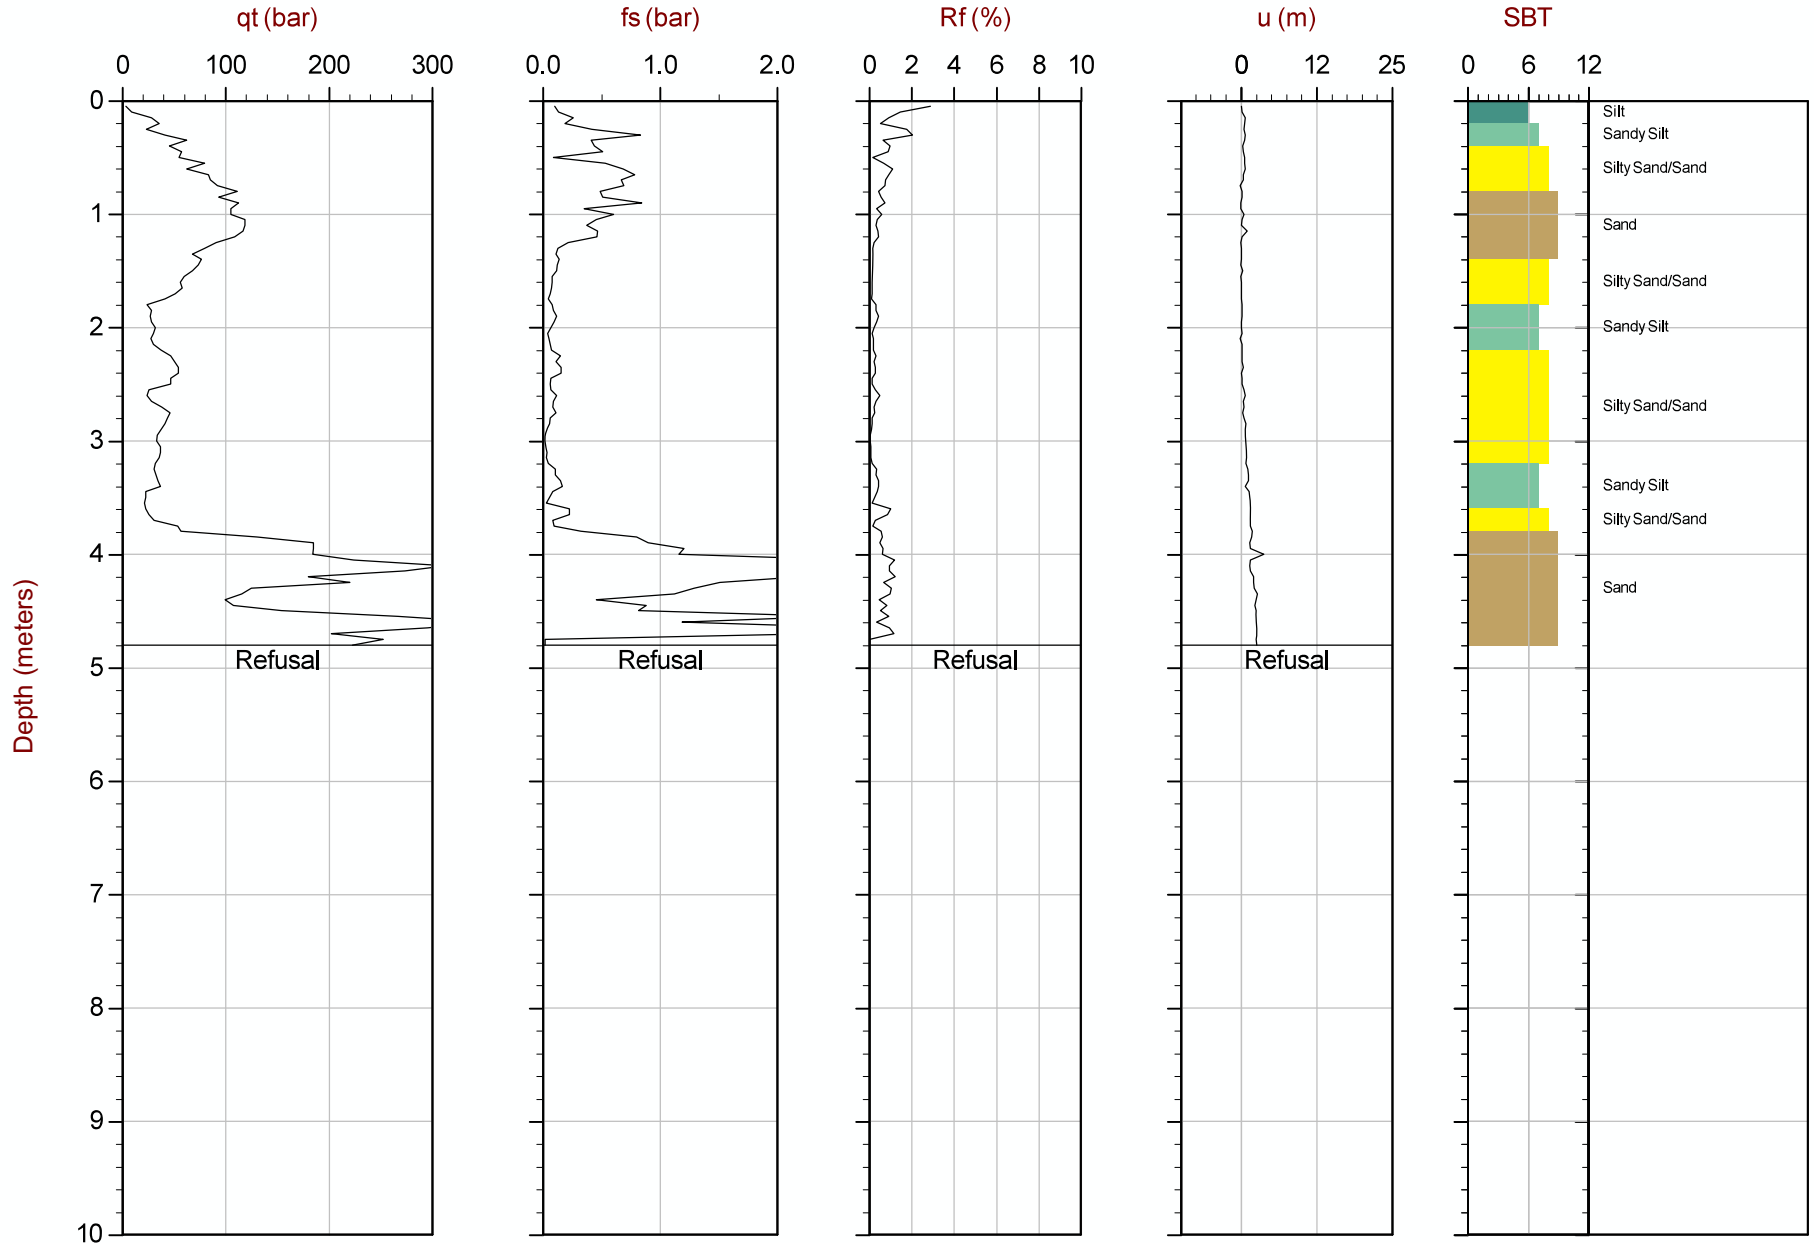 qt (bar) fs (bar) Rf (%) u (m) SBT
0 100 200 300 0.0 1.0 2.0 0 2 4 6 8 10 0 12 25 0 6 12
0
Silt
Sandy Silt
Silty Sand/Sand
1
Sand
Silty Sand/Sand
2
Sandy Silt
Silty Sand/Sand
3
Sandy Silt
Silty Sand/Sand
4
Sand
Refusal Refusal Refusal Refusal
5
6
7
8
9
10
Depth (meters)